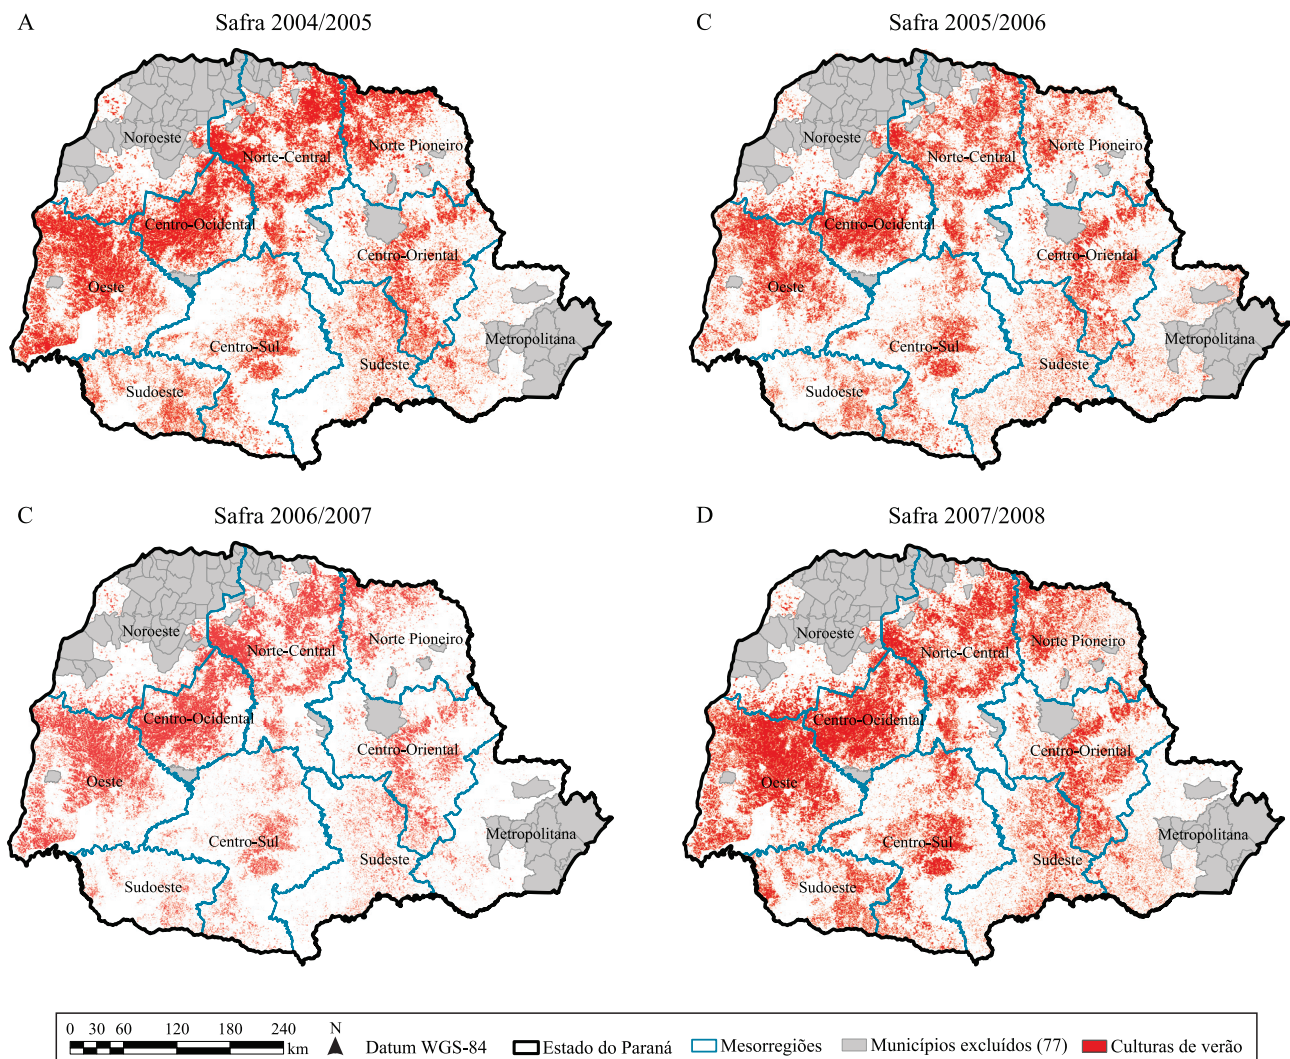 A
Safra 2004/2005
Noroeste
Norte-Central
Norte Pioneiro
Centro-Ocidental
Centro-Oriental
Oeste
Centro-Sul
Sudeste
Metropolitana
Sudoeste
C
Safra 2005/2006
Noroeste
Norte-Central
Norte Pioneiro
Centro-Ocidental
Centro-Oriental
Oeste
Centro-Sul
Sudeste
Metropolitana
Sudoeste
C
Safra 2006/2007
Noroeste
Norte-Central
Norte Pioneiro
Centro-Ocidental
Centro-Oriental
Oeste
Centro-Sul
Sudeste
Metropolitana
Sudoeste
D
Safra 2007/2008
Noroeste
Norte-Central
Norte Pioneiro
Centro-Ocidental
Centro-Oriental
Oeste
Centro-Sul
Sudeste
Metropolitana
Sudoeste
0 30 60 120 180 240
km
N
Datum WGS-84
Estado do Paraná
Mesorregiões
Municípios excluídos (77)
Culturas de verão